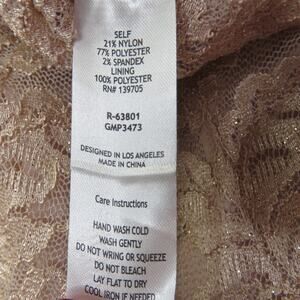 SELF
21% NYLON
77% POLYESTER
2% SPANDEX
LINING
100% POLYESTER
RN# 139705
R-63801
GMP3473
DESIGNED IN LOS ANGELES
MADE IN CHINA
Care Instructions
HAND WASH COLD
WASH GENTLY
DO NOT WRING OR SQUEEZE
DO NOT BLEACH
LAY FLAT TO DRY
COOL IRON IF NEEDED